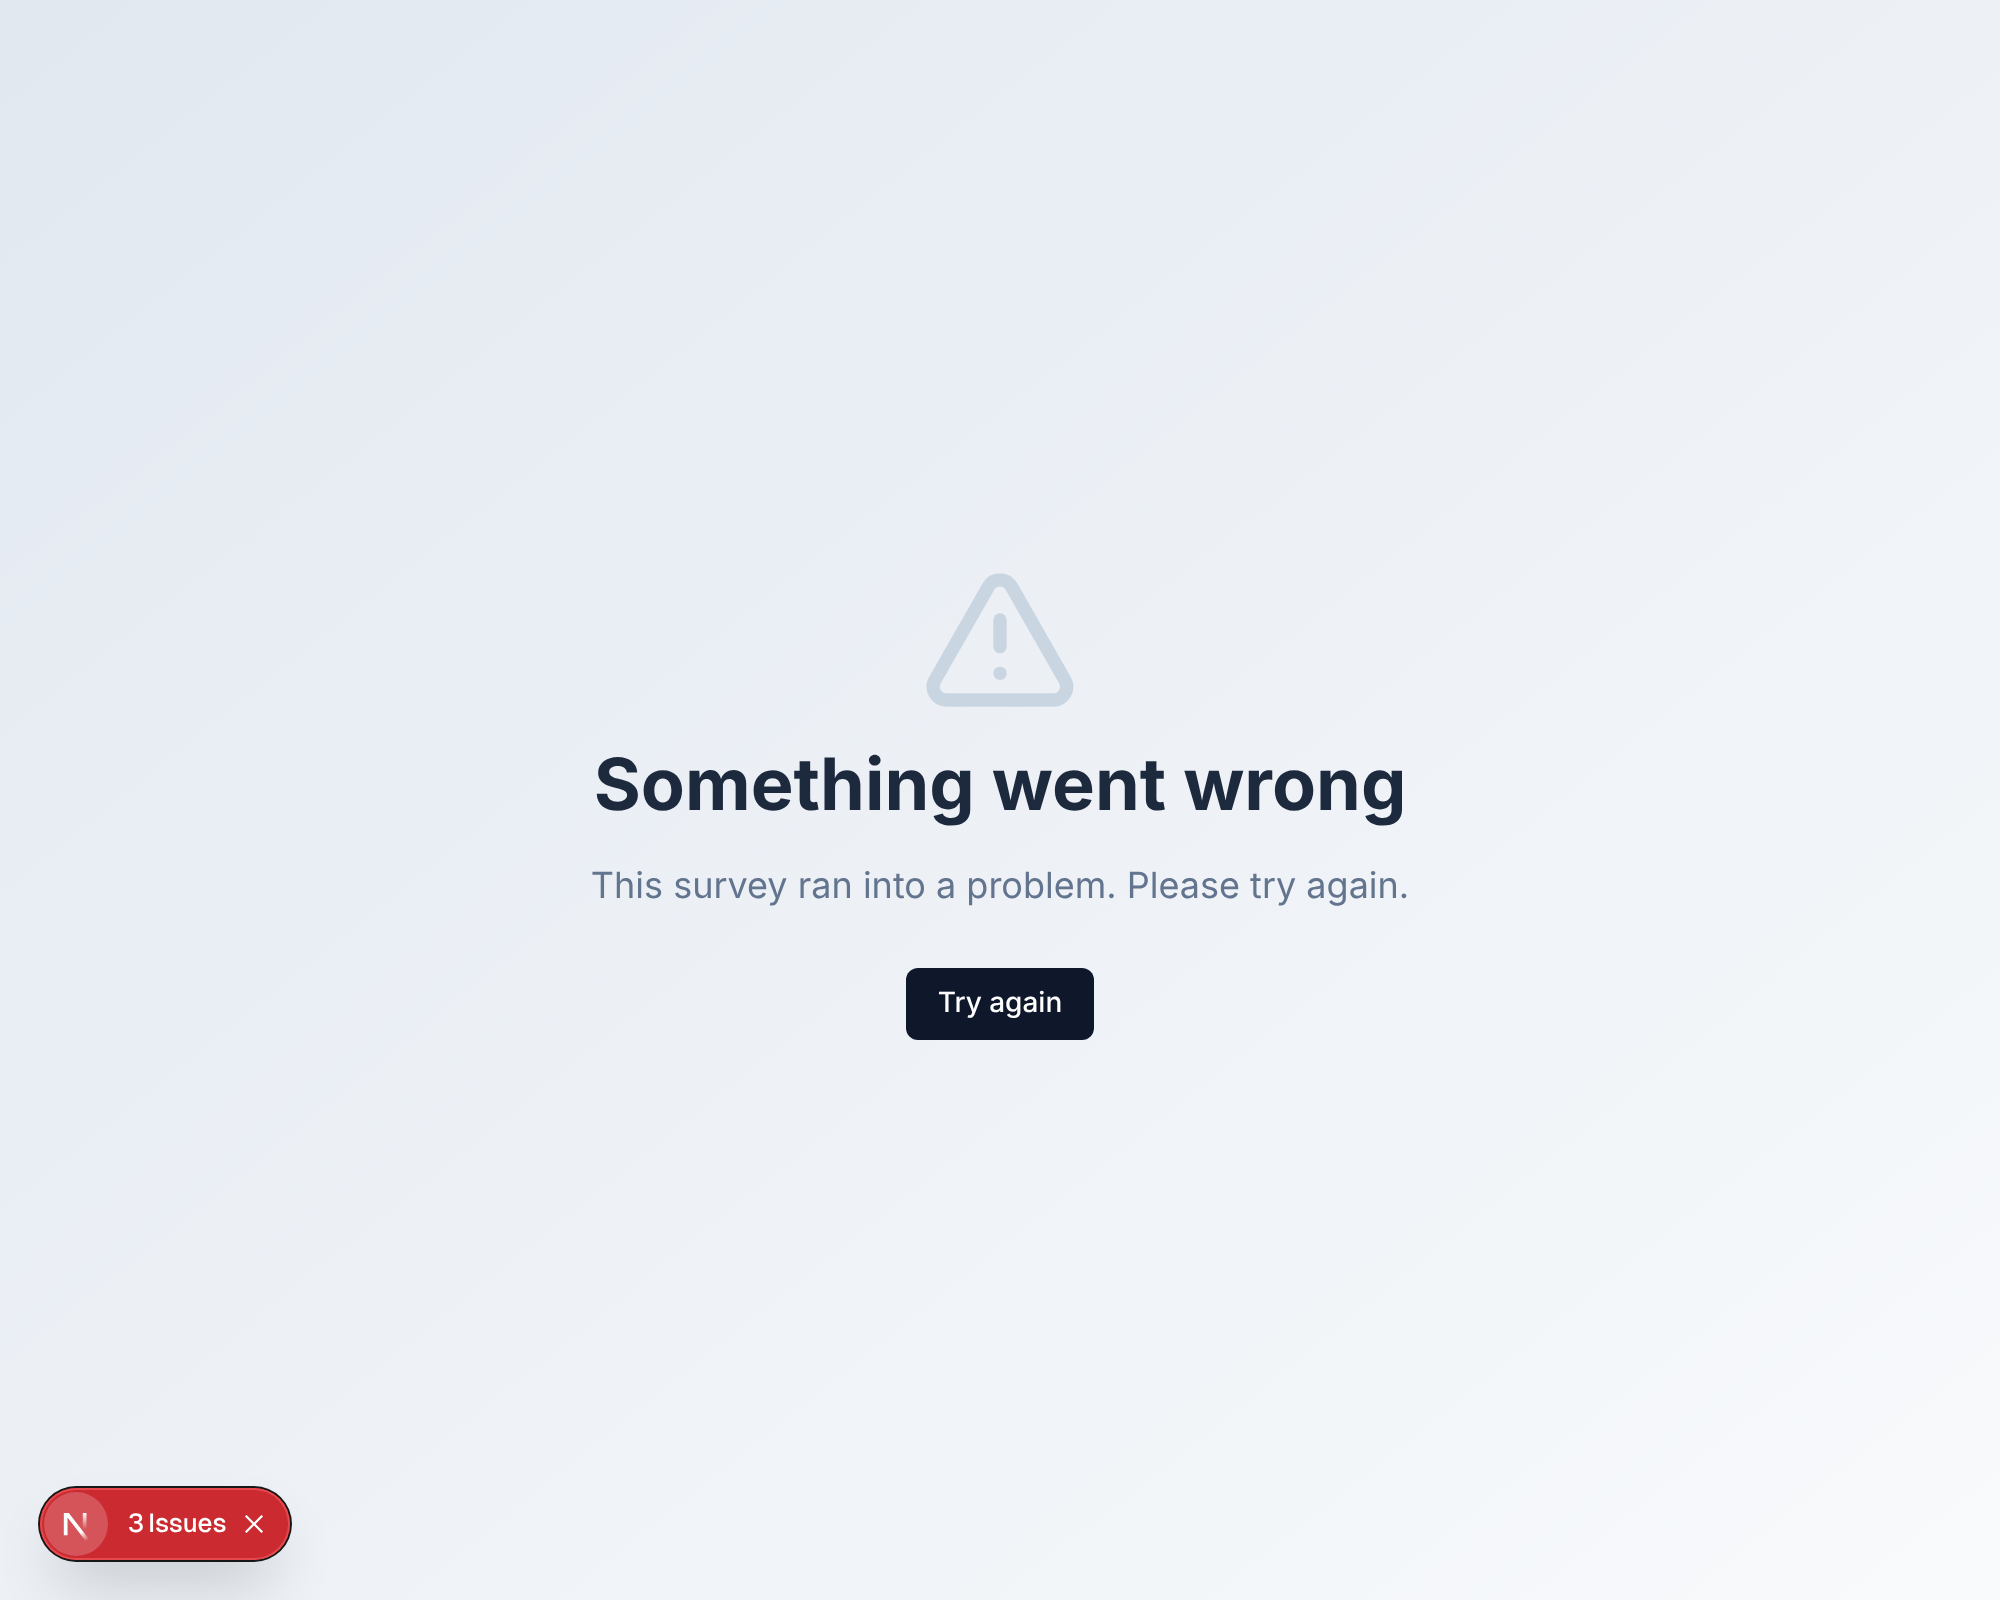 Something went wrong
This survey ran into a problem. Please try again.
Try again
N 3 Issues